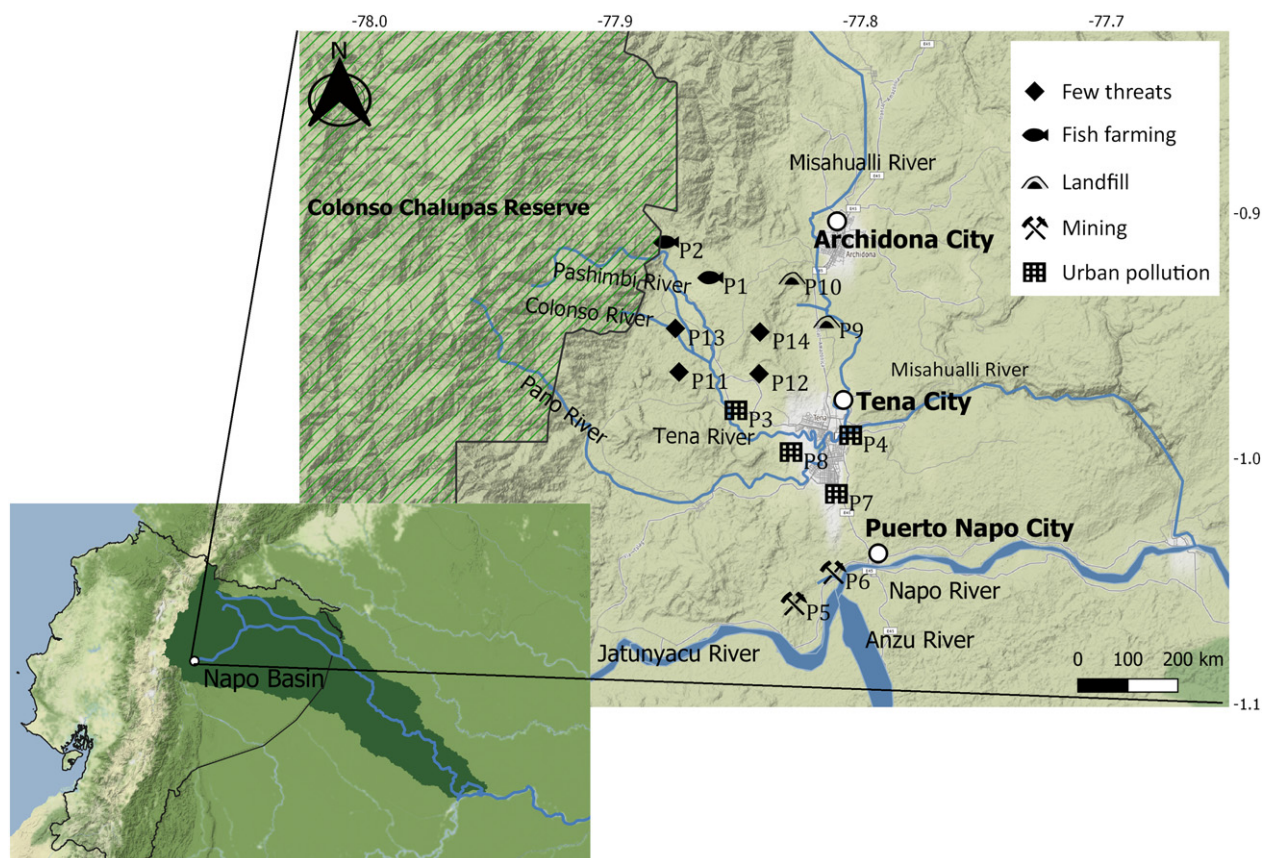 -78.0
-77.9
-77.8
-77.7
N
Few threats
Fish farming
Landfill
Mining
Urban pollution
Misahualli River
Colonso Chalupas Reserve
-0.9
Archidona City
Archidona
P2
Pashimbi River
P1
P10
Colonso River
P13
P14
P9
Misahualli River
P11
P12
Pano River
Tena City
P3
Tena
Tena River
P4
P8
-1.0
P7
Puerto Napo City
P6
Napo River
P5
Anzu River
Jatunyacu River
0 100 200 km
-1.1
Napo Basin